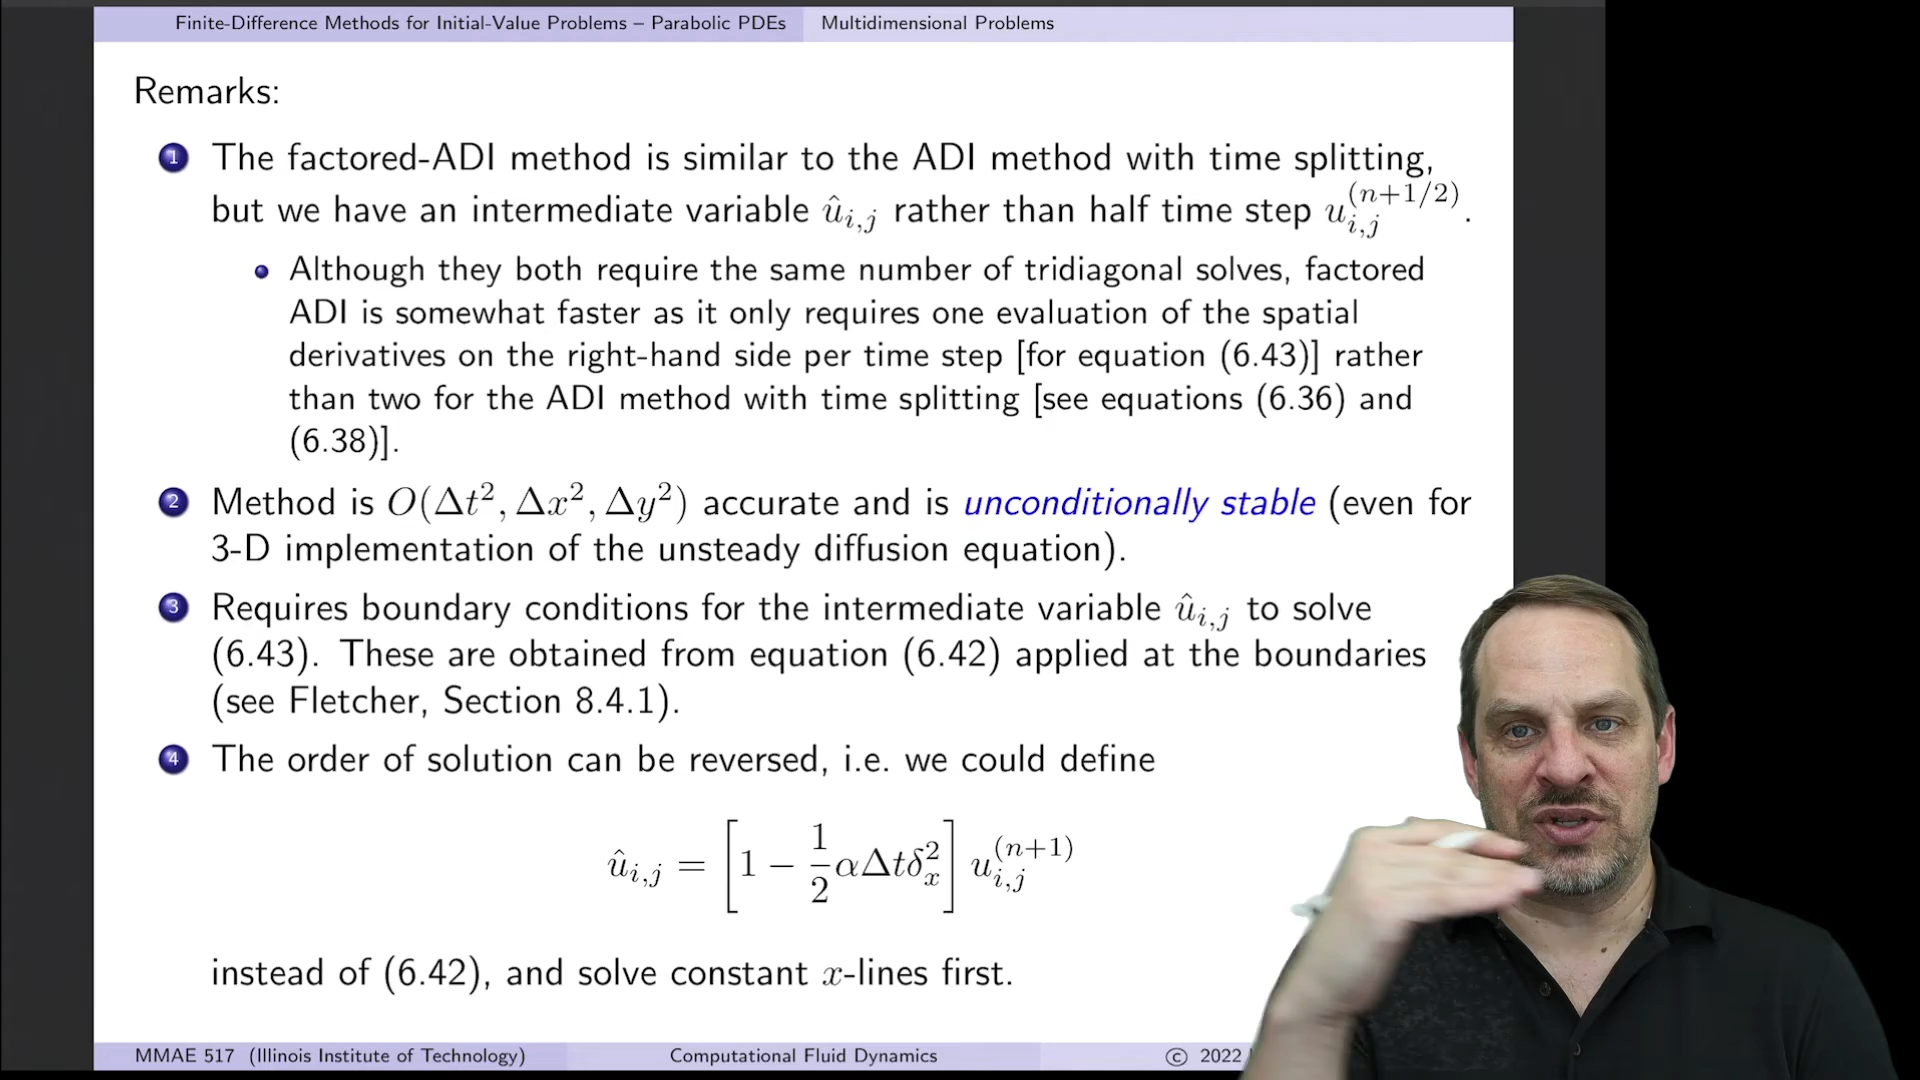 Finite-Difference Methods for Initial-Value Problems – Parabolic PDEs Multidimensional Problems
Remarks:
1 The factored-ADI method is similar to the ADI method with time splitting,
but we have an intermediate variable û_{i,j} rather than half time step u_{i,j}^{(n+1/2)}.
• Although they both require the same number of tridiagonal solves, factored
ADI is somewhat faster as it only requires one evaluation of the spatial
derivatives on the right-hand side per time step [for equation (6.43)] rather
than two for the ADI method with time splitting [see equations (6.36) and
(6.38)].
2 Method is O(Δt², Δx², Δy²) accurate and is unconditionally stable (even for
3-D implementation of the unsteady diffusion equation).
3 Requires boundary conditions for the intermediate variable û_{i,j} to solve
(6.43). These are obtained from equation (6.42) applied at the boundaries
(see Fletcher, Section 8.4.1).
4 The order of solution can be reversed, i.e. we could define
û_{i,j} = [1 − 1/2 αΔtδ_x²] u_{i,j}^{(n+1)}
instead of (6.42), and solve constant x-lines first.
MMAE 517 (Illinois Institute of Technology) Computational Fluid Dynamics © 2022